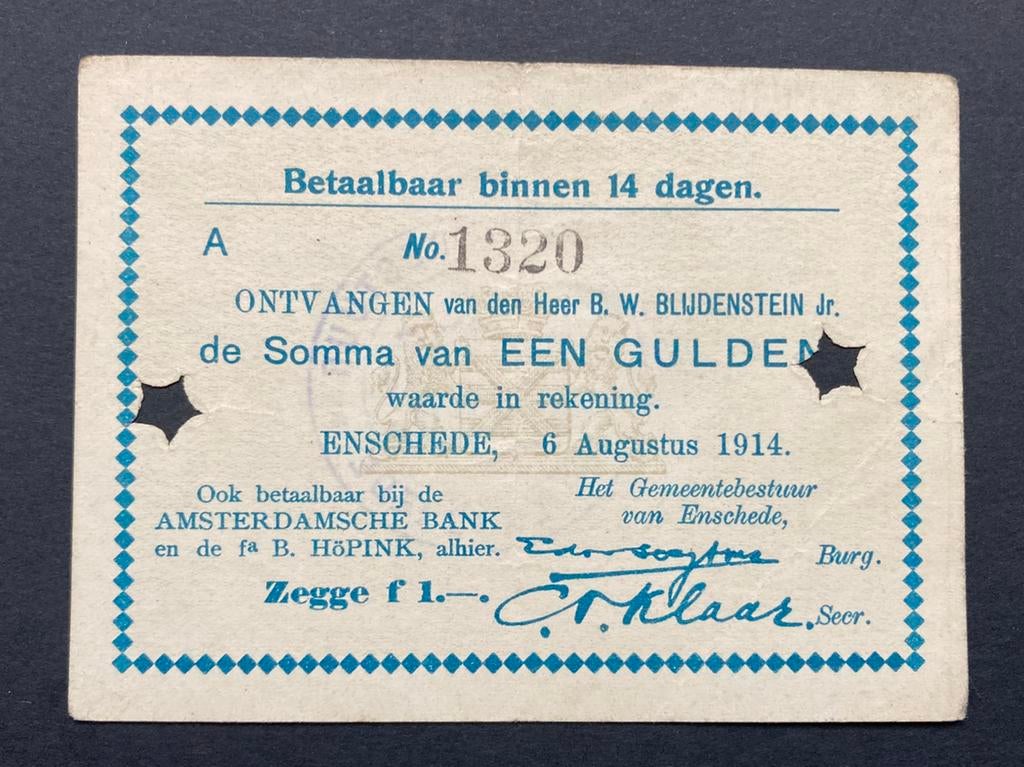 Betaalbaar binnen 14 dagen.
A No. 1320
ONTVANGEN van den Heer B. W. BLIJDENSTEIN Jr.
de Somma van EEN GULDEN
waarde in rekening.
ENSCHEDE, 6 Augustus 1914.
Ook betaalbaar bij de
AMSTERDAMSCHE BANK
en de fa B. HöPINK, alhier.
Zegge f 1.—.
Het Gemeentebestuur
van Enschede,
Burg.
C.N. Klaar. Secr.